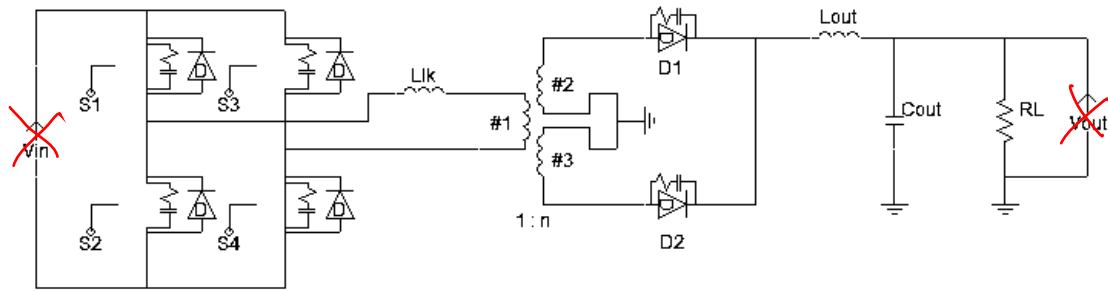 S1
S3
Vin
S2
S4
D
D
D
D
Llk
#1
#2
#3
1 : n
D
D1
D
D2
Lout
Cout
RL
Vout